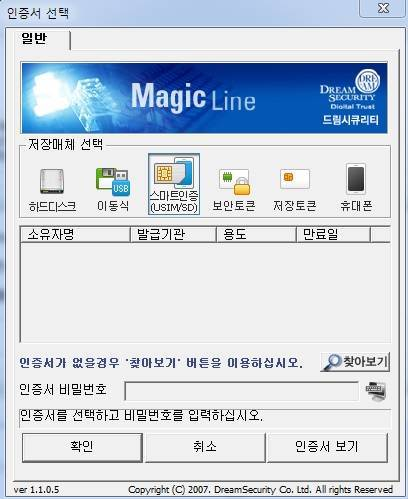 인증서 선택
일반
Magic Line
DREAM
SECURITY
Digital Trust
드림시큐리티
저장매체 선택
하드디스크
USB
이동식
스마트인증
(USIM/SD)
보안토큰
저장토큰
휴대폰
소유자명 발급기관 용도 만료일
인증서가 없을경우 '찾아보기' 버튼을 이용하십시오. 찾아보기
인증서 비밀번호
인증서를 선택하고 비밀번호를 입력하십시오.
확인 취소 인증서 보기
ver 1.1.0.5 Copyright (C) 2007. DreamSecurity Co. Ltd. All rights reserved.